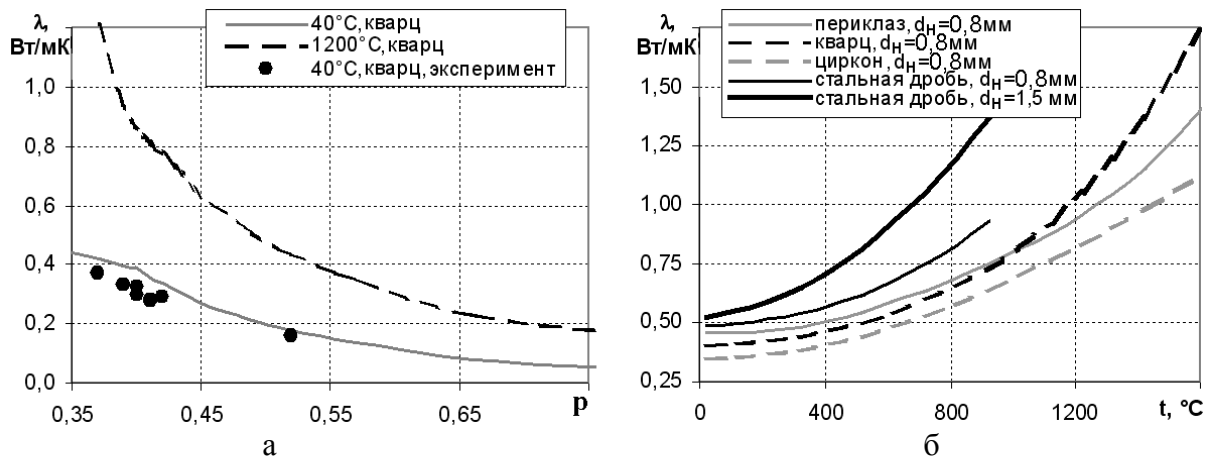 λ,
Вт/мК
40°С, кварц
1200°С, кварц
40°С, кварц, эксперимент
1,0
0,8
0,6
0,4
0,2
0,0
0,35
0,45
0,55
0,65
p
а
λ,
Вт/мК
периклаз, dн=0,8мм
кварц, dн=0,8мм
циркон, dн=0,8мм
стальная дробь, dн=0,8мм
стальная дробь, dн=1,5 мм
1,50
1,25
1,00
0,75
0,50
0,25
0
400
800
1200
t, °С
б